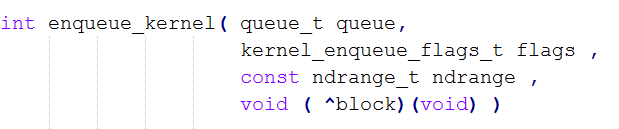 int enqueue_kernel( queue_t queue,
kernel_enqueue_flags_t flags ,
const ndrange_t ndrange ,
void ( ^block)(void) )